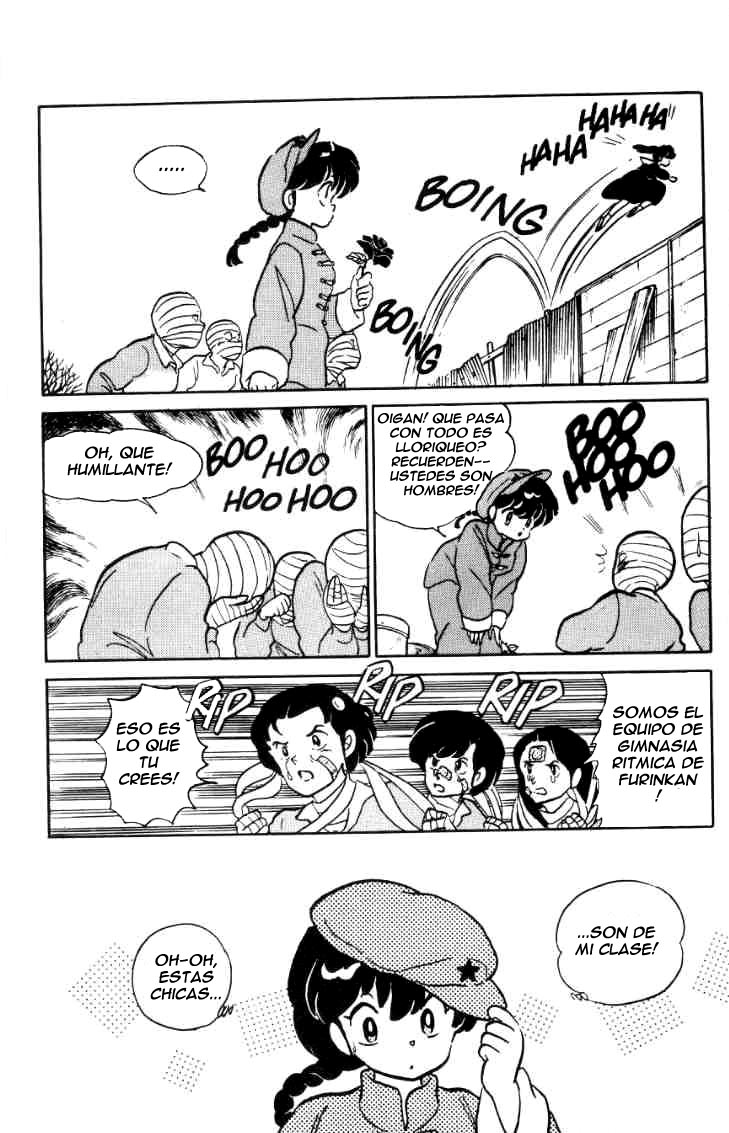 .....
BOING
BOING
HAHA
HAHAHA
OH, QUE
HUMILLANTE!
BOO HOO
HOO HOO
OIGAN! QUE PASA
CON TODO ES
LLORIQUEO?
RECUERDEN--
USTEDES SON
HOMBRES!
BOO
HOO
HOO
ESO ES
LO QUE
TU
CREES!
RIP
RIP
RIP
SOMOS EL
EQUIPO DE
GIMNASIA
RITMICA DE
FURINKAN
!
OH-OH,
ESTAS
CHICAS...
...SON DE
MI CLASE!